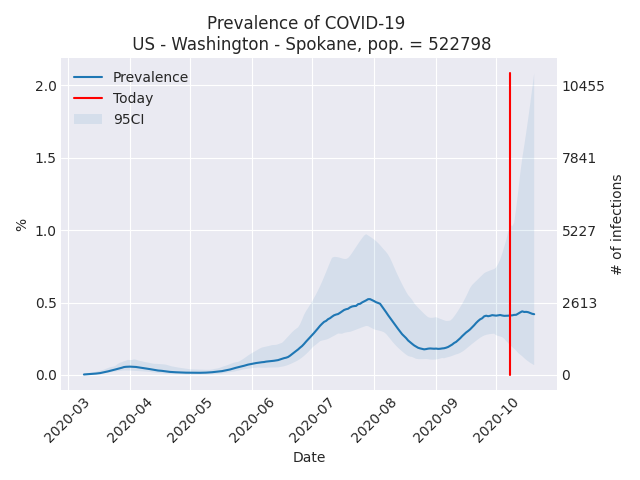 Prevalence of COVID-19
US - Washington - Spokane, pop. = 522798
Prevalence
Today
95CI
2.0
1.5
1.0
0.5
0.0
%
10455
7841
5227
2613
0
# of infections
2020-03
2020-04
2020-05
2020-06
2020-07
2020-08
2020-09
2020-10
Date